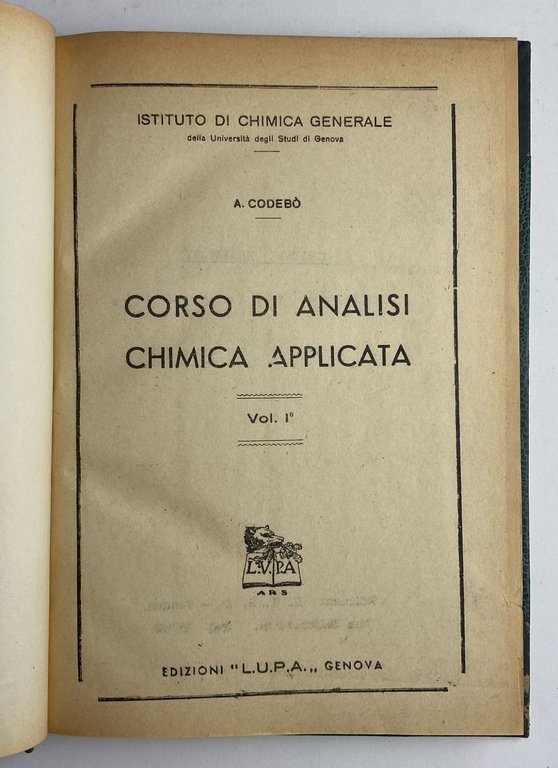 ISTITUTO DI CHIMICA GENERALE
della Università degli Studi di Genova
A. CODEBÒ
CORSO DI ANALISI
CHIMICA APPLICATA
Vol. I°
L.V.P.A
ARS
EDIZIONI "L.U.P.A.„ GENOVA